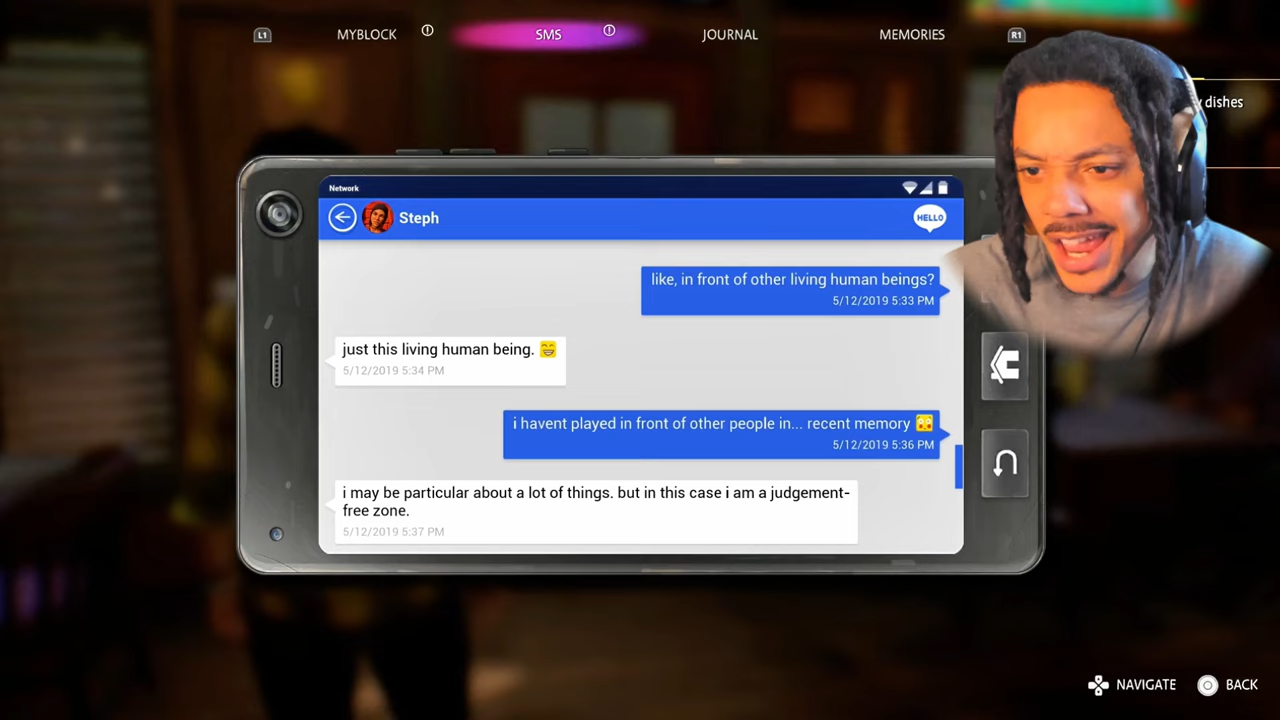 L1
MYBLOCK
SMS
JOURNAL
MEMORIES
R1
dishes
Network
Steph
HELLO
like, in front of other living human beings?
5/12/2019 5:33 PM
just this living human being. 😁
5/12/2019 5:34 PM
i havent played in front of other people in... recent memory 😳
5/12/2019 5:36 PM
i may be particular about a lot of things. but in this case i am a judgement-
free zone.
5/12/2019 5:37 PM
NAVIGATE
BACK